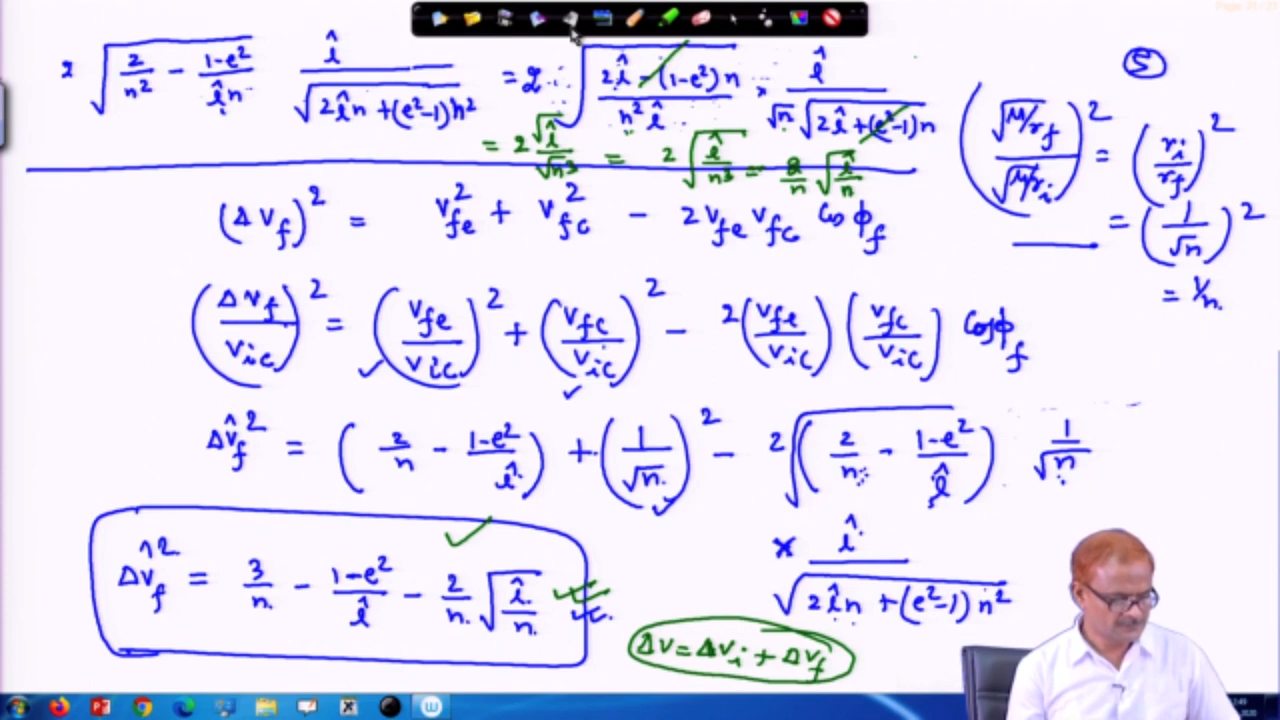 5
2 √(2/n² − (1-e²)/(l̂n)) l̂/√(2l̂n + (e²-1)n²) = 2 √((2l̂ − (1-e²)n)/(n² l̂)) × l̂/(√n √(2l̂ + (e²-1)n))
= 2 √l̂/√n³ = 2 √(l̂/n³) = 2/n √(l̂/n)
(√(μ/r_f)/√(μ/r_i))² = (r_i/r_f)²
= (1/√n)²
= 1/n.
(Δv_f)² = v_fe² + v_fc² − 2 v_fe v_fc Cos ϕ_f
(Δv_f/v_ic)² = (v_fe/v_ic)² + (v_fc/v_ic)² − 2 (v_fe/v_ic) (v_fc/v_ic) Cosϕ_f
Δv̂_f² = (2/n − (1-e²)/l̂) + (1/√n)² − 2 √(2/n − (1-e²)/l̂) 1/√n
× l̂/√(2l̂n + (e²-1)n²)
Δv̂_f² = 3/n − (1-e²)/l̂ − 2/n √(l̂/n)
Δv = Δv_i + Δv_f